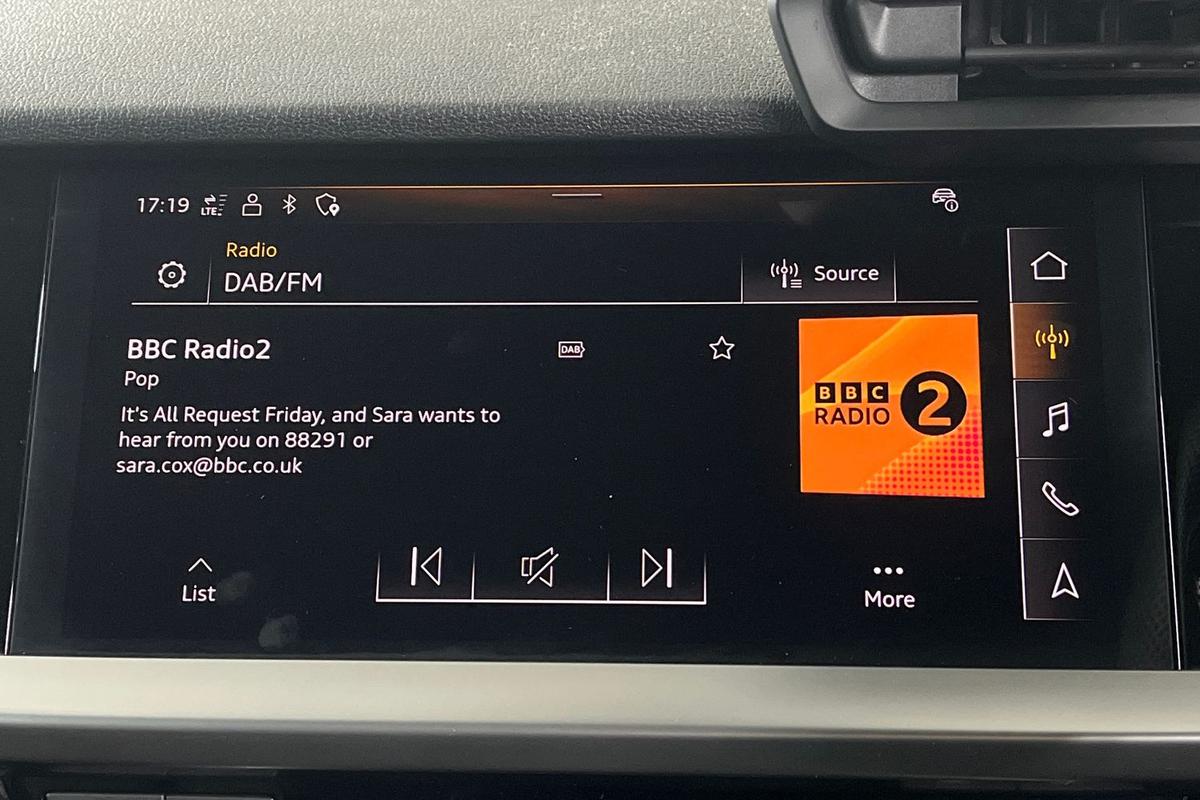 17:19 LTE
Radio
DAB/FM
Source
BBC Radio2
DAB
Pop
It's All Request Friday, and Sara wants to
hear from you on 88291 or
sara.cox@bbc.co.uk
BBC
RADIO 2
List
More